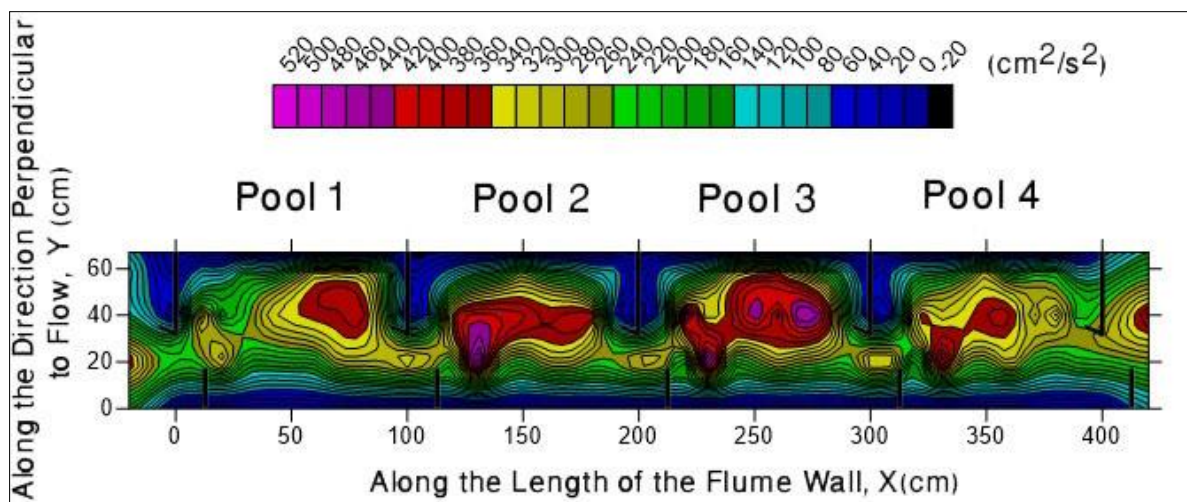 520 500 480 460 440 420 400 380 360 340 320 300 280 260 240 220 200 180 160 140 120 100 80 60 40 20 0 -20
(cm2/s2)
Pool 1 Pool 2 Pool 3 Pool 4
Along the Direction Perpendicular
to Flow, Y (cm)
60
40
20
0
0 50 100 150 200 250 300 350 400
Along the Length of the Flume Wall, X(cm)